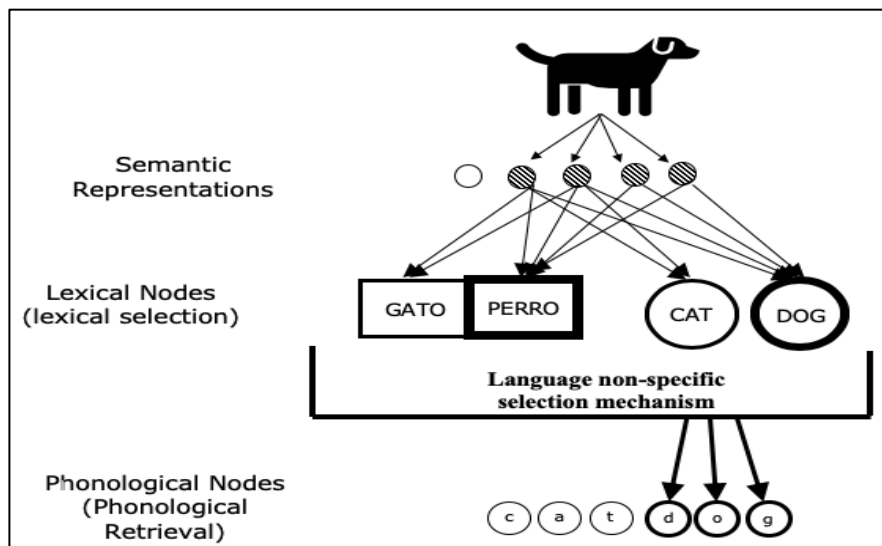 Semantic
Representations
Lexical Nodes
(lexical selection)
GATO
PERRO
CAT
DOG
Language non-specific
selection mechanism
Phonological Nodes
(Phonological
Retrieval)
c a t d o g